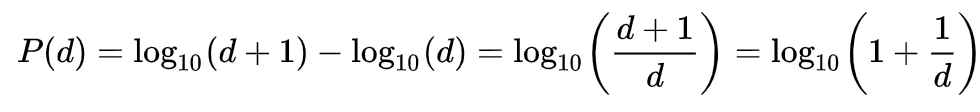 P(d) = log₁₀(d + 1) − log₁₀(d) = log₁₀((d + 1)/d) = log₁₀(1 + 1/d)